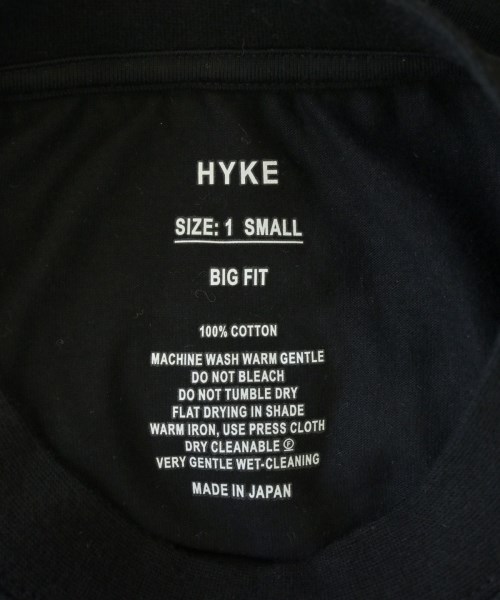 HYKE
SIZE: 1 SMALL
BIG FIT
100% COTTON
MACHINE WASH WARM GENTLE
DO NOT BLEACH
DO NOT TUMBLE DRY
FLAT DRYING IN SHADE
WARM IRON, USE PRESS CLOTH
DRY CLEANABLE Ⓕ
VERY GENTLE WET-CLEANING
MADE IN JAPAN